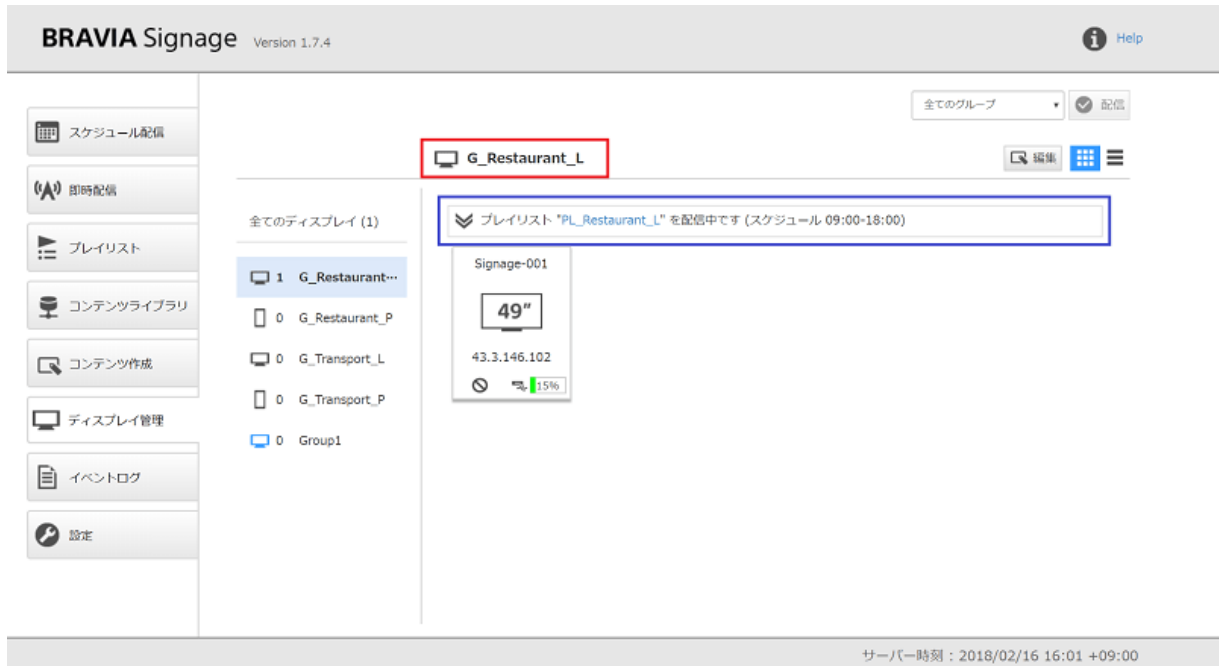 BRAVIA Signage Version 1.7.4
Help
全てのグループ
配信
スケジュール配信
即時配信
プレイリスト
コンテンツライブラリ
コンテンツ作成
ディスプレイ管理
イベントログ
設定
G_Restaurant_L
編集
全てのディスプレイ (1)
1 G_Restaurant…
0 G_Restaurant_P
0 G_Transport_L
0 G_Transport_P
0 Group1
プレイリスト "PL_Restaurant_L" を配信中です (スケジュール 09:00-18:00)
Signage-001
49"
43.3.146.102
15%
サーバー時刻：2018/02/16 16:01 +09:00